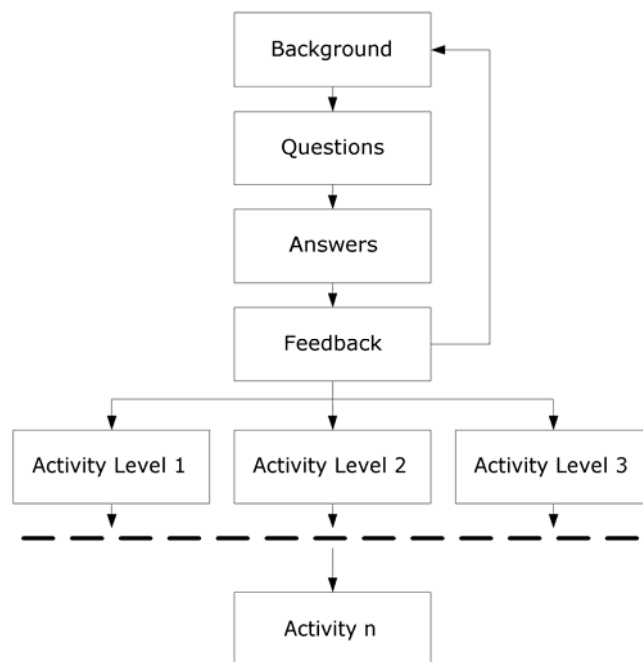 Background
Questions
Answers
Feedback
Activity Level 1
Activity Level 2
Activity Level 3
Activity n